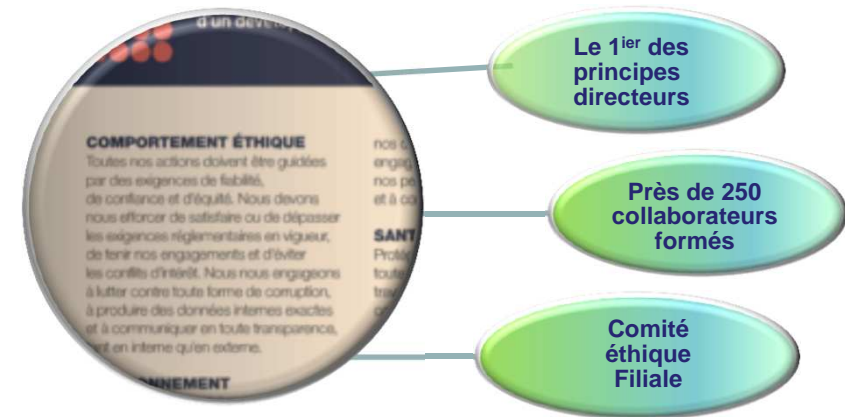 d'un déve
COMPORTEMENT ÉTHIQUE
Toutes nos actions doivent être guidées
par des exigences de fiabilité,
de confiance et d'équité. Nous devons
nous efforcer de satisfaire ou de dépasser
les exigences réglementaires en vigueur,
de tenir nos engagements et d'éviter
les conflits d'intérêt. Nous nous engageons
à lutter contre toute forme de corruption,
à produire des données internes exactes
et à communiquer en toute transparence,
en interne qu'en externe.
NNEMENT
nos
engag
nos pe
et à co
SANT
Proté
toute
Le 1ier des
principes
directeurs
Près de 250
collaborateurs
formés
Comité
éthique
Filiale